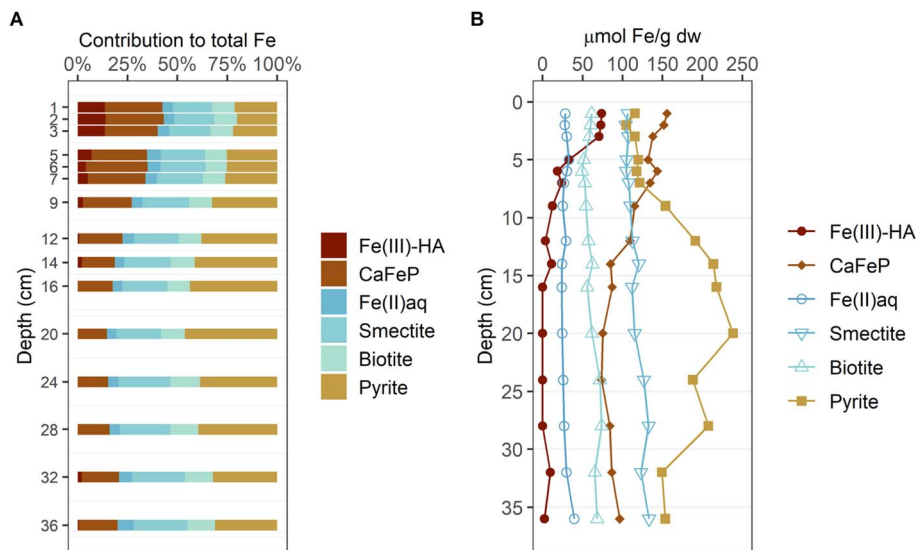 A
Contribution to total Fe
0% 25% 50% 75% 100%
Depth (cm)
1
2
3
5
6
7
9
12
14
16
20
24
28
32
36
Fe(III)-HA
CaFeP
Fe(II)aq
Smectite
Biotite
Pyrite
B
μmol Fe/g dw
0 50 100 150 200 250
Depth (cm)
0
5
10
15
20
25
30
35
Fe(III)-HA
CaFeP
Fe(II)aq
Smectite
Biotite
Pyrite